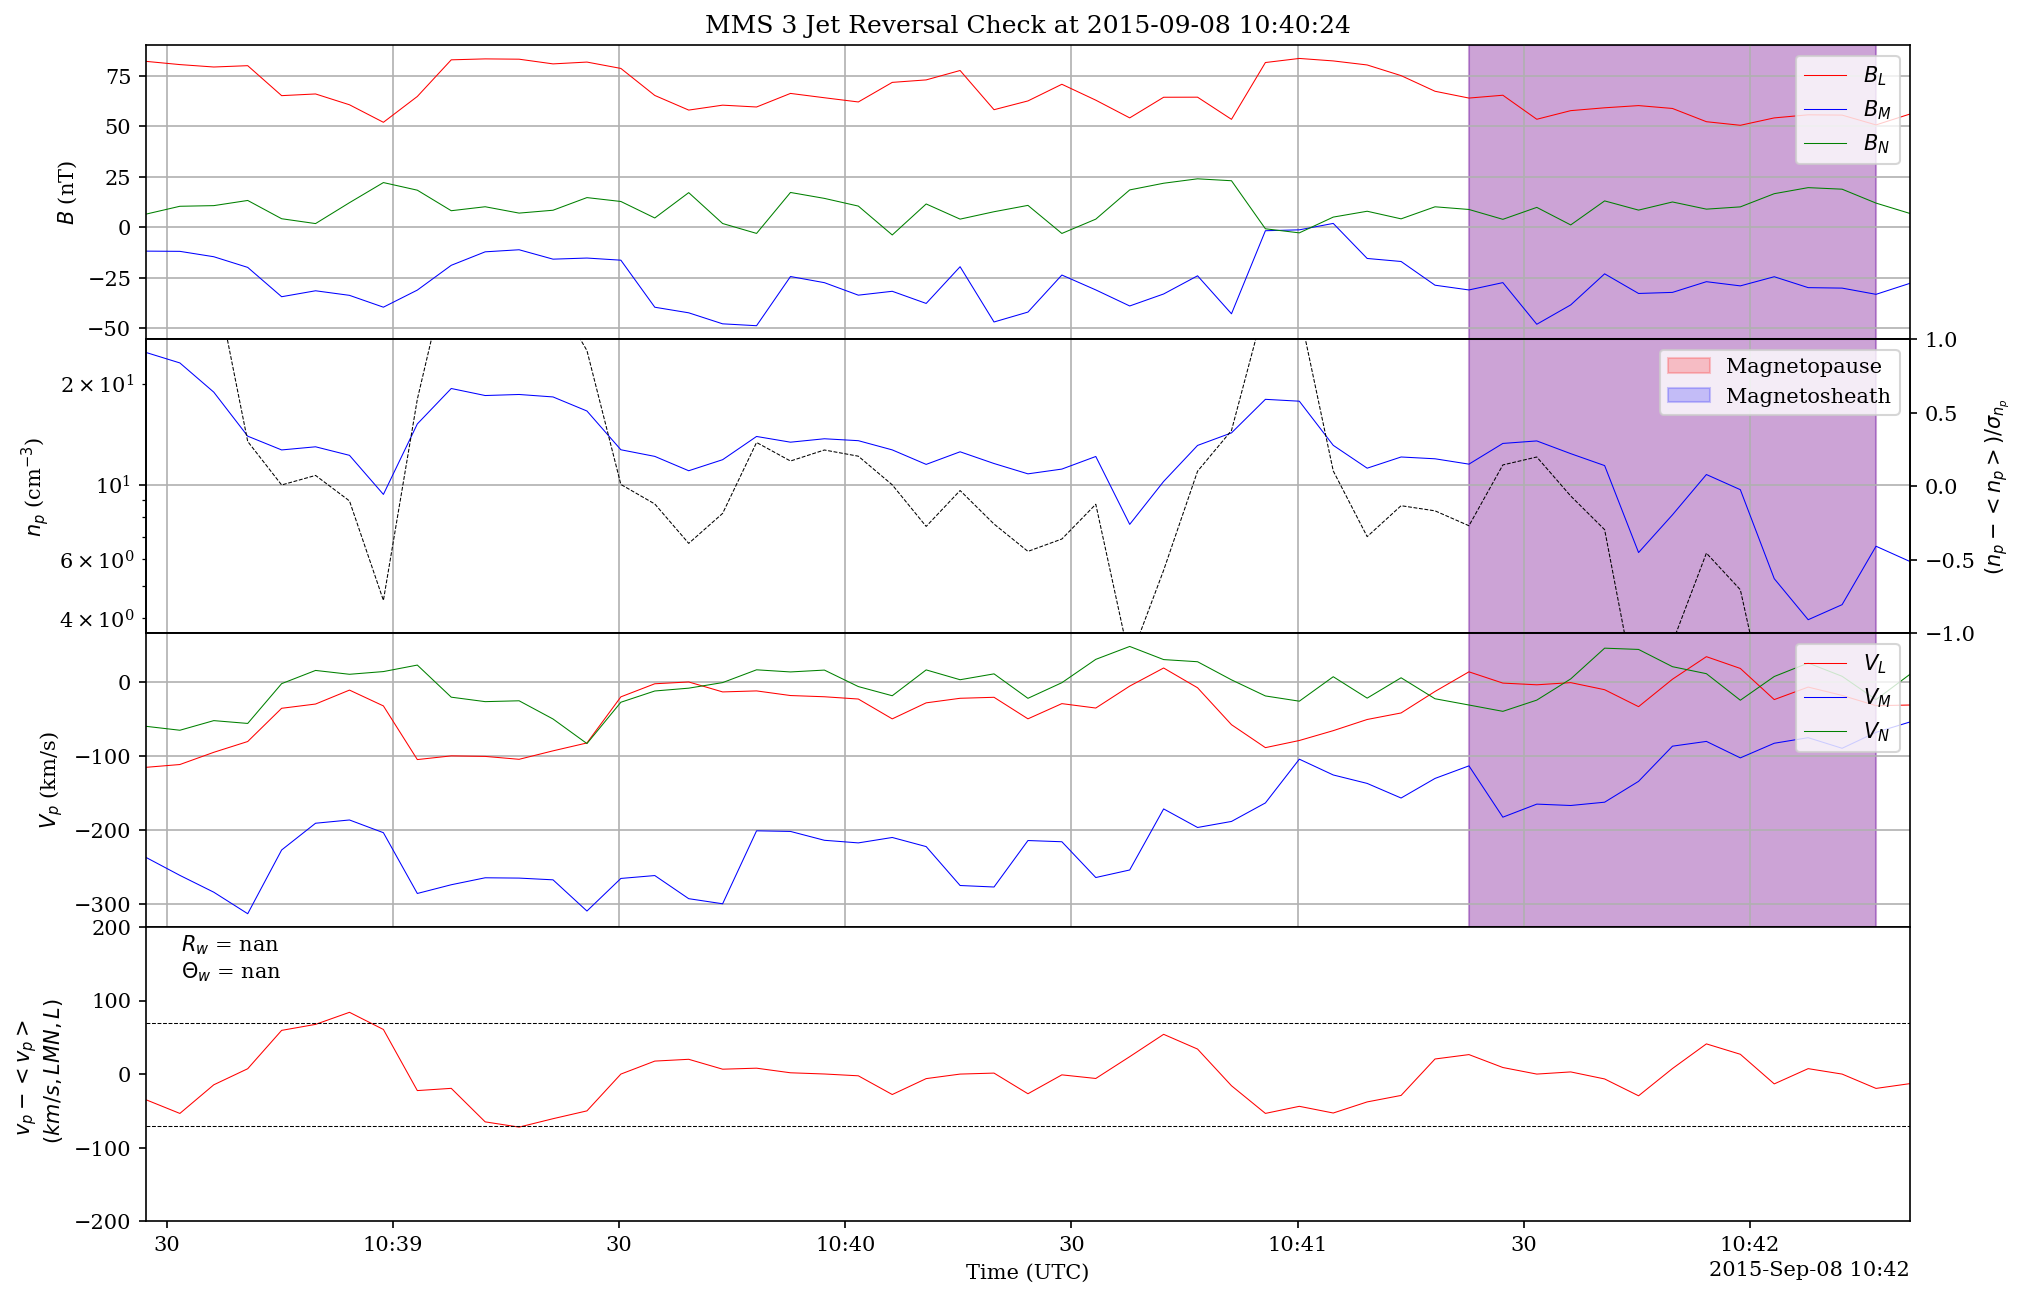 MMS 3 Jet Reversal Check at 2015-09-08 10:40:24
B (nT)
75
50
25
0
−25
−50
B_L
B_M
B_N
n_p (cm^−3)
2 × 10^1
10^1
6 × 10^0
4 × 10^0
Magnetopause
Magnetosheath
1.0
0.5
0.0
−0.5
−1.0
(n_p − < n_p >)/σ_{n_p}
V_p (km/s)
0
−100
−200
−300
V_L
V_M
V_N
v_p − < v_p >
(km/s, LMN, L)
200
100
0
−100
−200
R_w = nan
Θ_w = nan
30
10:39
30
10:40
30
10:41
30
10:42
Time (UTC)
2015-Sep-08 10:42